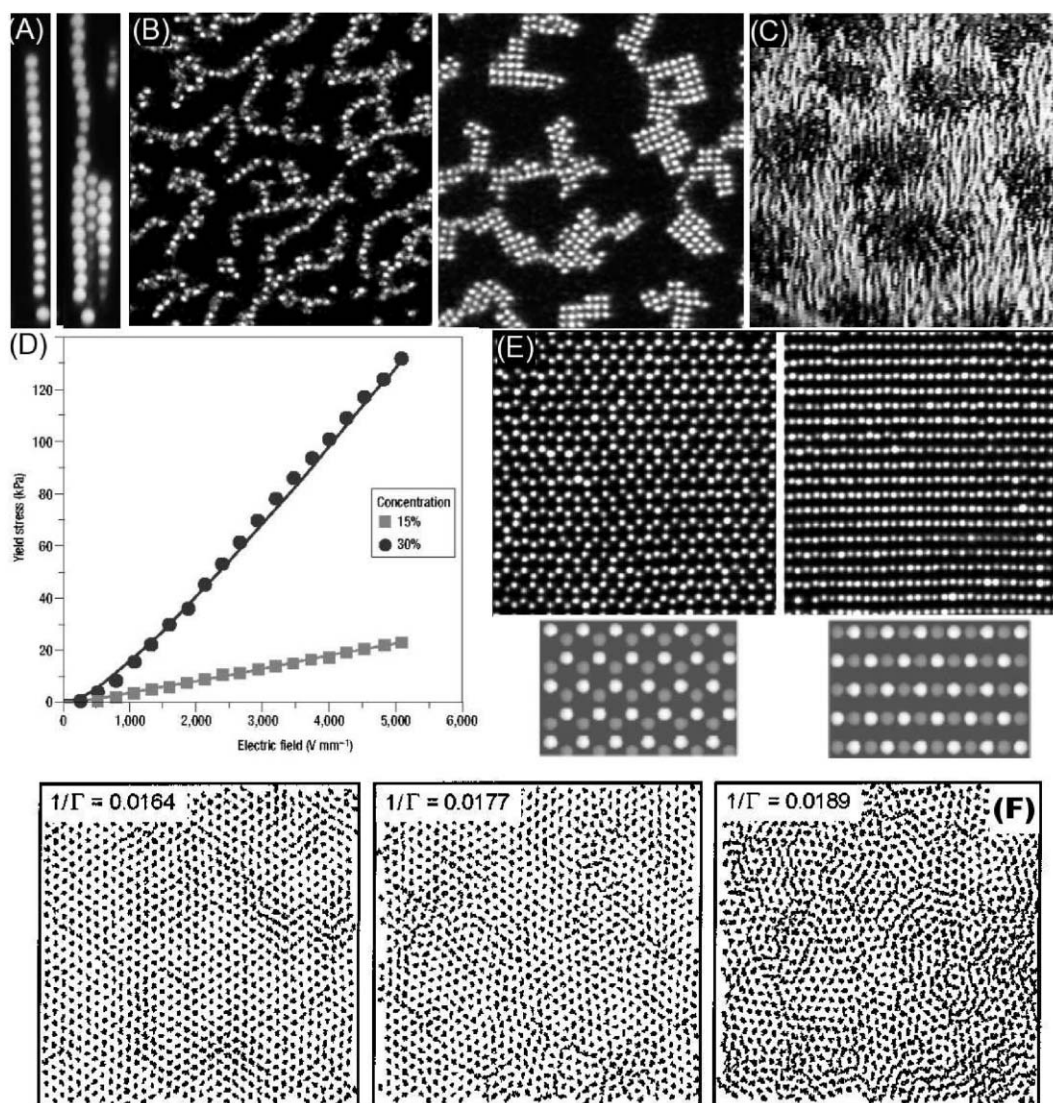 (A)
(B)
(C)
(D)
120
100
80
60
40
20
0
Yield stress (kPa)
0 1,000 2,000 3,000 4,000 5,000 6,000
Electric field (V mm⁻¹)
Concentration
15%
30%
(E)
1/Γ = 0.0164
1/Γ = 0.0177
1/Γ = 0.0189
(F)